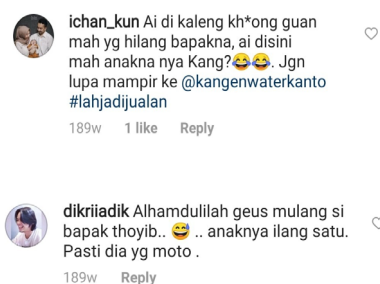 ichan_kun Ai di kaleng kh*ong guan
mah yg hilang bapakna, ai disini
mah anakna nya Kang?😂😂. Jgn
lupa mampir ke @kangenwaterkanto
#lahjadijualan
189w 1 like Reply
dikriiadik Alhamdulilah geus mulang si
bapak thoyib.. 😅 .. anaknya ilang satu.
Pasti dia yg moto .
189w Reply